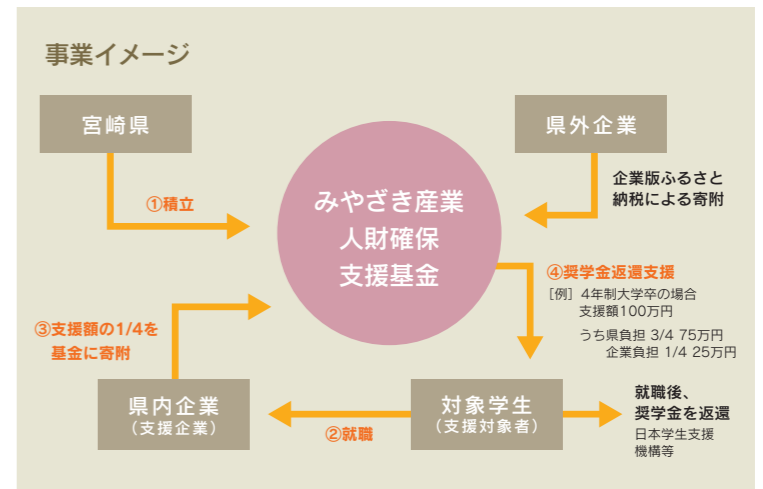 事業イメージ
宮崎県
県外企業
①積立
みやざき産業
人財確保
支援基金
企業版ふるさと
納税による寄附
④奨学金返還支援
［例］4年制大学卒の場合
支援額100万円
うち県負担 3/4 75万円
企業負担 1/4 25万円
③支援額の1/4を
基金に寄附
県内企業
（支援企業）
②就職
対象学生
（支援対象者）
就職後、
奨学金を返還
日本学生支援
機構等